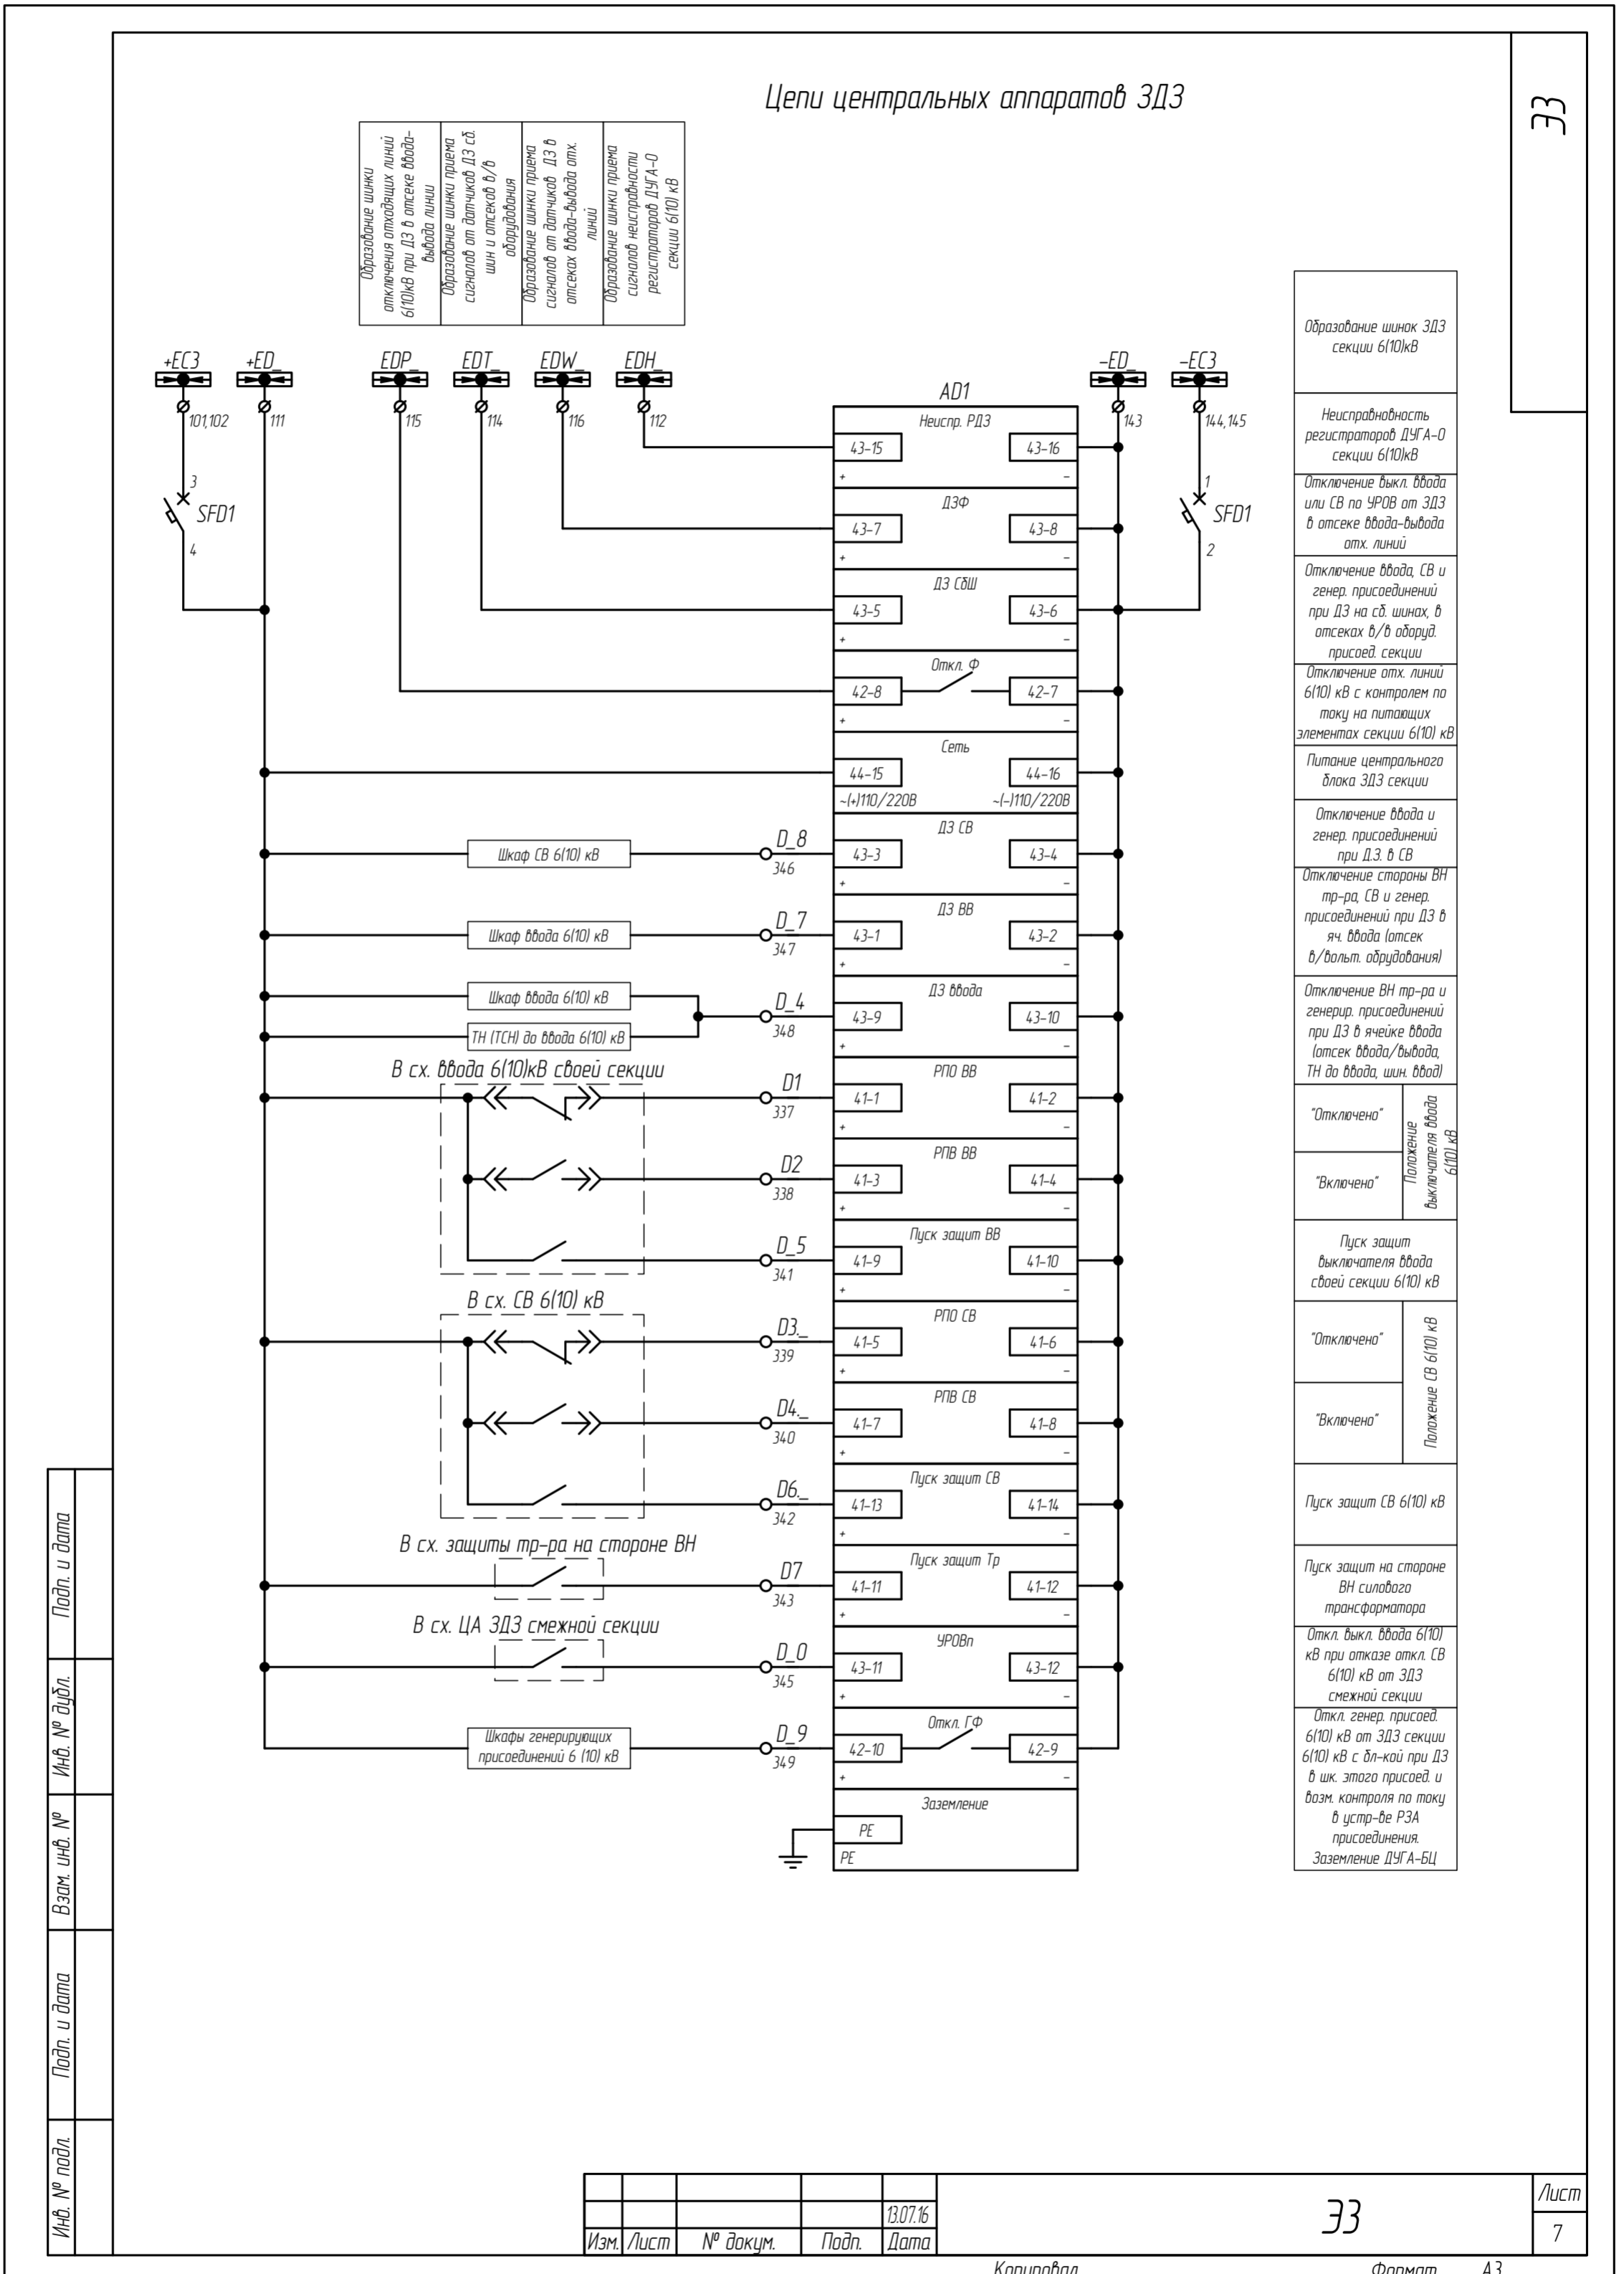 Цепи центральных аппаратов ЗДЗ
ЭЗ
Образование шинки
отключения отходящих линий
6(10)кВ при ДЗ в отсеке ввода-
вывода линии
Образование шинки приема
сигналов от датчиков ДЗ сб.
шин и отсеков в/в
оборудования
Образование шинки приема
сигналов от датчиков ДЗ в
отсеках ввода-вывода отх.
линий
Образование шинки приема
сигналов неисправности
регистраторов ДУГА-О
секции 6(10) кВ
+ЕС3
+ED_
EDP_
EDT_
EDW_
EDH_
-ED_
-ЕС3
101,102
111
115
114
116
112
143
144,145
3
SFD1
4
1
SFD1
2
AD1
Неиспр. РДЗ
43-15
43-16
+
-
ДЗФ
43-7
43-8
+
-
ДЗ СбШ
43-5
43-6
+
-
Откл. Ф
42-8
42-7
+
-
Сеть
44-15
44-16
~(+)110/220В
~(-)110/220В
Шкаф СВ 6(10) кВ
D_8
346
ДЗ СВ
43-3
43-4
+
-
Шкаф ввода 6(10) кВ
D_7
347
ДЗ ВВ
43-1
43-2
+
-
Шкаф ввода 6(10) кВ
ТН (ТСН) до ввода 6(10) кВ
D_4
348
ДЗ ввода
43-9
43-10
+
-
В сх. ввода 6(10)кВ своей секции
D1
337
РПО ВВ
41-1
41-2
+
-
D2
338
РПВ ВВ
41-3
41-4
+
-
D_5
341
Пуск защит ВВ
41-9
41-10
+
-
В сх. СВ 6(10) кВ
D3._
339
РПО СВ
41-5
41-6
+
-
D4._
340
РПВ СВ
41-7
41-8
+
-
D6._
342
Пуск защит СВ
41-13
41-14
+
-
В сх. защиты тр-ра на стороне ВН
D7
343
Пуск защит Тр
41-11
41-12
+
-
В сх. ЦА ЗДЗ смежной секции
D_0
345
УРОВп
43-11
43-12
+
-
Шкафы генерирующих
присоединений 6 (10) кВ
D_9
349
Откл. ГФ
42-10
42-9
+
-
Заземление
РЕ
РЕ
Образование шинок ЗДЗ
секции 6(10)кВ
Неисправновность
регистраторов ДУГА-О
секции 6(10)кВ
Отключение выкл. ввода
или СВ по УРОВ от ЗДЗ
в отсеке ввода-вывода
отх. линий
Отключение ввода, СВ и
генер. присоединений
при ДЗ на сб. шинах, в
отсеках в/в оборуд.
присоед. секции
Отключение отх. линий
6(10) кВ с контролем по
току на питающих
элементах секции 6(10) кВ
Питание центрального
блока ЗДЗ секции
Отключение ввода и
генер. присоединений
при Д.З. в СВ
Отключение стороны ВН
тр-ра, СВ и генер.
присоединений при ДЗ в
яч. ввода (отсек
в/вольт. обрудования)
Отключение ВН тр-ра и
генерир. присоединений
при ДЗ в ячейке ввода
(отсек ввода/вывода,
ТН до ввода, шин. ввод)
"Отключено"
"Включено"
Положение
выключателя ввода
6(10) кВ
Пуск защит
выключателя ввода
своей секции 6(10) кВ
"Отключено"
"Включено"
Положение СВ 6(10) кВ
Пуск защит СВ 6(10) кВ
Пуск защит на стороне
ВН силового
трансформатора
Откл. выкл. ввода 6(10)
кВ при отказе откл. СВ
6(10) кВ от ЗДЗ
смежной секции
Откл. генер. присоед.
6(10) кВ от ЗДЗ секции
6(10) кВ с бл-кой при ДЗ
в шк. этого присоед. и
возм. контроля по току
в устр-ве РЗА
присоединения.
Заземление ДУГА-БЦ
Подп. и дата
Инв. № дубл.
Взам. инв. №
Подп. и дата
Инв. № подл.
13.07.16
Изм.
Лист
№ докум.
Подп.
Дата
ЭЗ
Лист
7
Копировал
Формат
А3